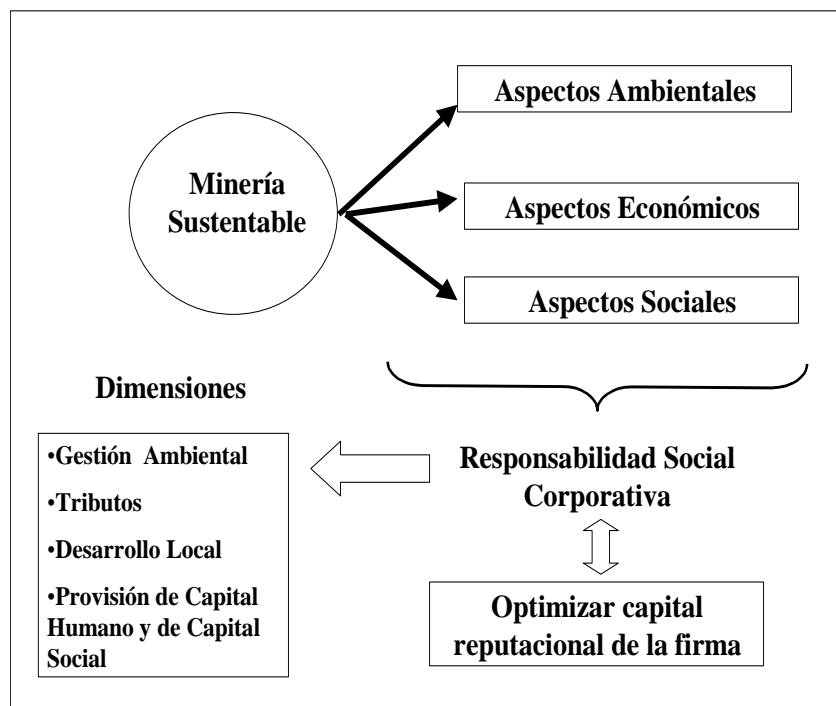 Aspectos Ambientales
Minería
Sustentable
Aspectos Económicos
Aspectos Sociales
Dimensiones
•Gestión Ambiental
•Tributos
•Desarrollo Local
•Provisión de Capital
Humano y de Capital
Social
Responsabilidad Social
Corporativa
Optimizar capital
reputacional de la firma